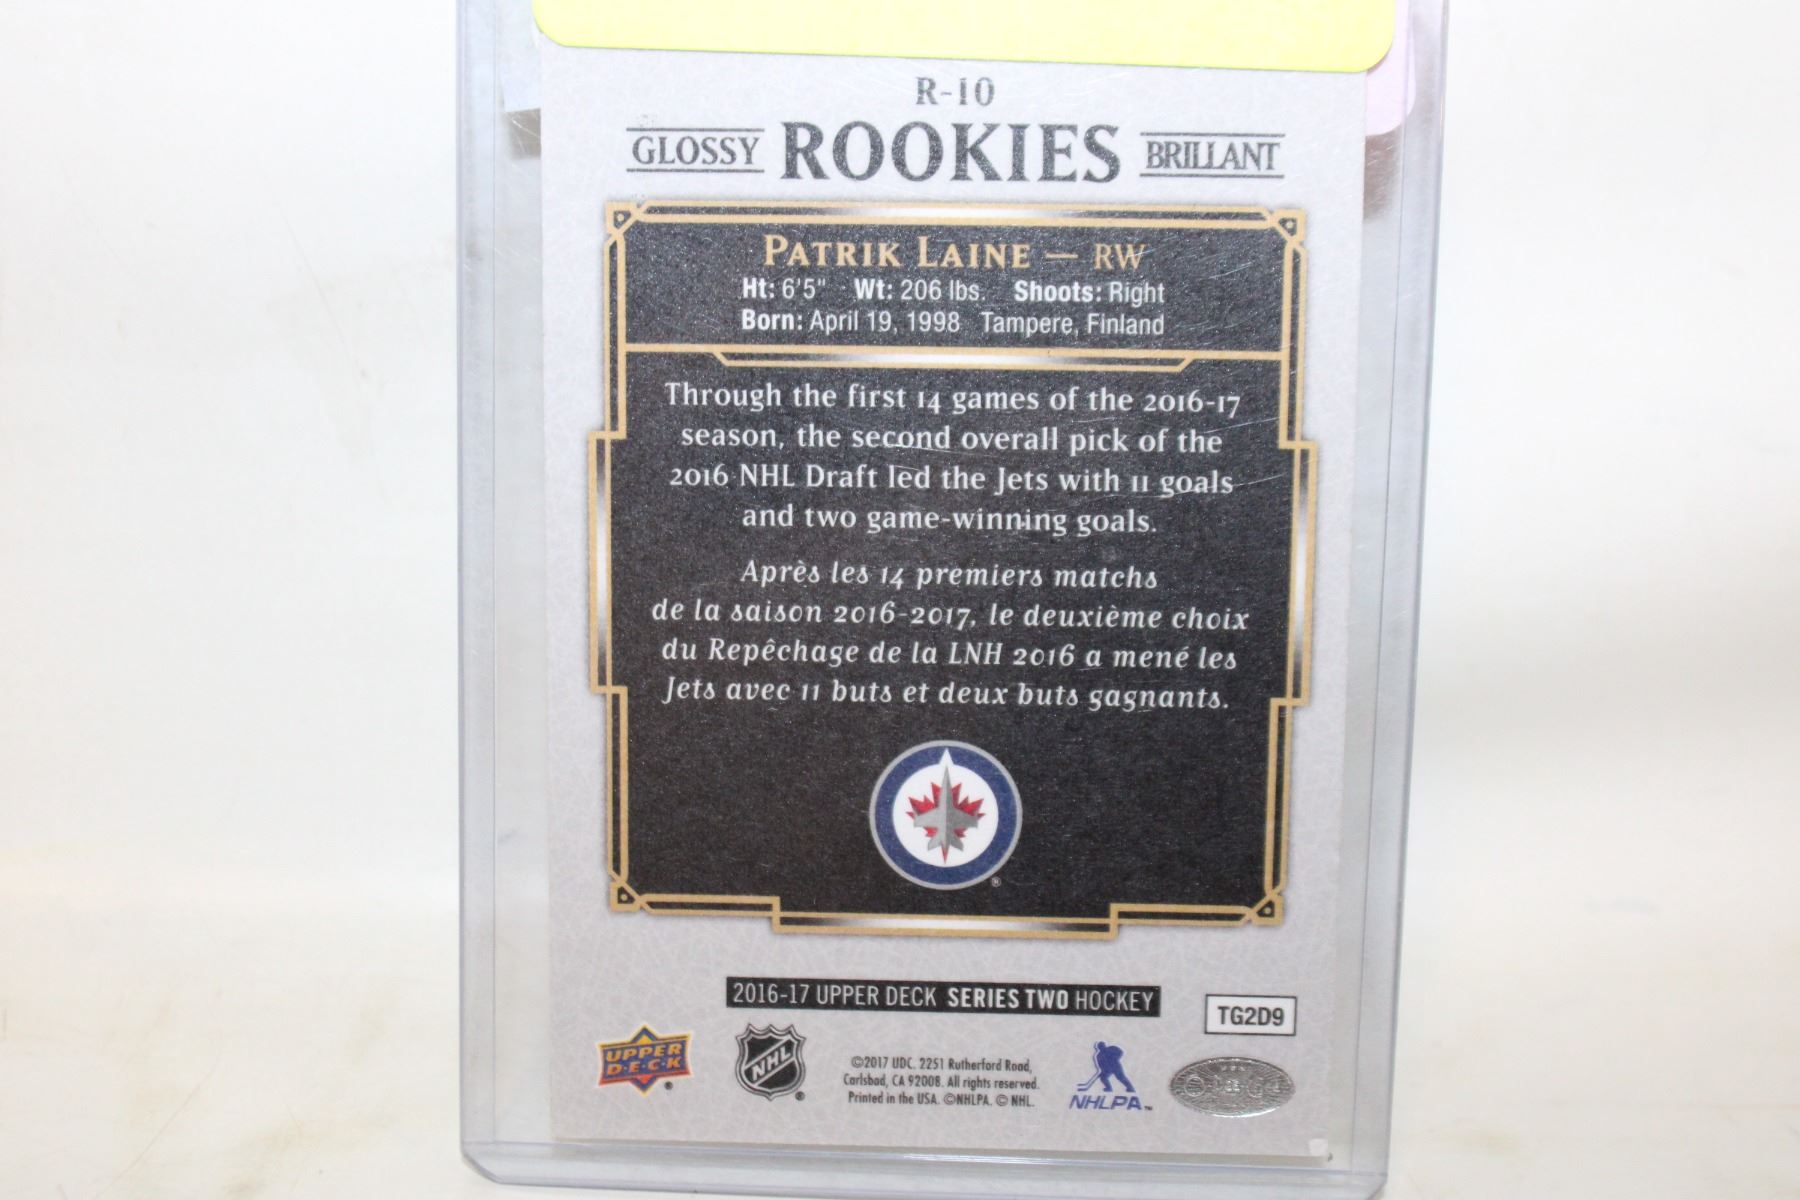 R-10
GLOSSY ROOKIES BRILLANT
PATRIK LAINE — RW
Ht: 6'5" Wt: 206 lbs. Shoots: Right
Born: April 19, 1998 Tampere, Finland
Through the first 14 games of the 2016-17
season, the second overall pick of the
2016 NHL Draft led the Jets with 11 goals
and two game-winning goals.
Après les 14 premiers matchs
de la saison 2016-2017, le deuxième choix
du Repêchage de la LNH 2016 a mené les
Jets avec 11 buts et deux buts gagnants.
®
2016-17 UPPER DECK SERIES TWO HOCKEY
TG2D9
UPPER
D·E·C·K ®
NHL ®
©2017 UDC. 2251 Rutherford Road,
Carlsbad, CA 92008. All rights reserved.
Printed in the USA. ©NHLPA. © NHL.
NHLPA™